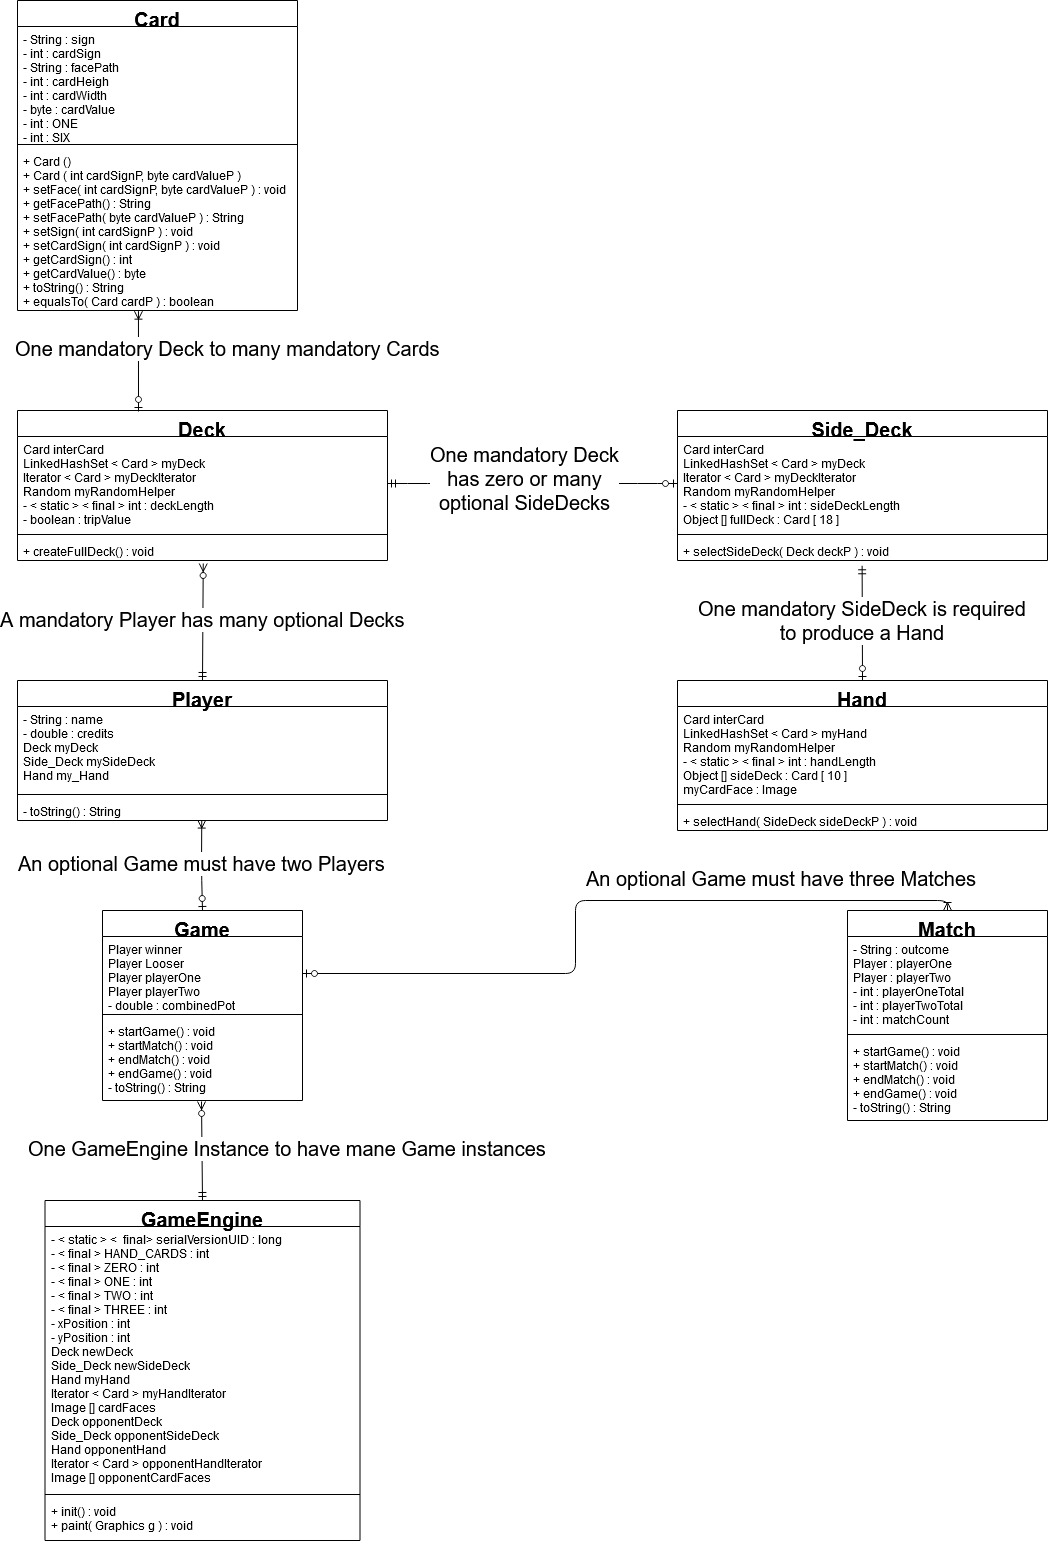 Card
- String : sign
- int : cardSign
- String : facePath
- int : cardHeigh
- int : cardWidth
- byte : cardValue
- int : ONE
- int : SIX
+ Card ()
+ Card ( int cardSignP, byte cardValueP )
+ setFace( int cardSignP, byte cardValueP ) : void
+ getFacePath() : String
+ setFacePath( byte cardValueP ) : String
+ setSign( int cardSignP ) : void
+ setCardSign( int cardSignP ) : void
+ getCardSign() : int
+ getCardValue() : byte
+ toString() : String
+ equalsTo( Card cardP ) : boolean
One mandatory Deck to many mandatory Cards
Deck
Card interCard
LinkedHashSet < Card > myDeck
Iterator < Card > myDeckIterator
Random myRandomHelper
- < static > < final > int : deckLength
- boolean : tripValue
+ createFullDeck() : void
One mandatory Deck
has zero or many
optional SideDecks
Side_Deck
Card interCard
LinkedHashSet < Card > myDeck
Iterator < Card > myDeckIterator
Random myRandomHelper
- < static > < final > int : sideDeckLength
Object [] fullDeck : Card [ 18 ]
+ selectSideDeck( Deck deckP ) : void
A mandatory Player has many optional Decks
One mandatory SideDeck is required
to produce a Hand
Player
- String : name
- double : credits
Deck myDeck
Side_Deck mySideDeck
Hand my_Hand
- toString() : String
Hand
Card interCard
LinkedHashSet < Card > myHand
Random myRandomHelper
- < static > < final > int : handLength
Object [] sideDeck : Card [ 10 ]
myCardFace : Image
+ selectHand( SideDeck sideDeckP ) : void
An optional Game must have two Players
An optional Game must have three Matches
Game
Player winner
Player Looser
Player playerOne
Player playerTwo
- double : combinedPot
+ startGame() : void
+ startMatch() : void
+ endMatch() : void
+ endGame() : void
- toString() : String
Match
- String : outcome
Player : playerOne
Player : playerTwo
- int : playerOneTotal
- int : playerTwoTotal
- int : matchCount
+ startGame() : void
+ startMatch() : void
+ endMatch() : void
+ endGame() : void
- toString() : String
One GameEngine Instance to have mane Game instances
GameEngine
- < static > < final> serialVersionUID : long
- < final > HAND_CARDS : int
- < final > ZERO : int
- < final > ONE : int
- < final > TWO : int
- < final > THREE : int
- xPosition : int
- yPosition : int
Deck newDeck
Side_Deck newSideDeck
Hand myHand
Iterator < Card > myHandIterator
Image [] cardFaces
Deck opponentDeck
Side_Deck opponentSideDeck
Hand opponentHand
Iterator < Card > opponentHandIterator
Image [] opponentCardFaces
+ init() : void
+ paint( Graphics g ) : void